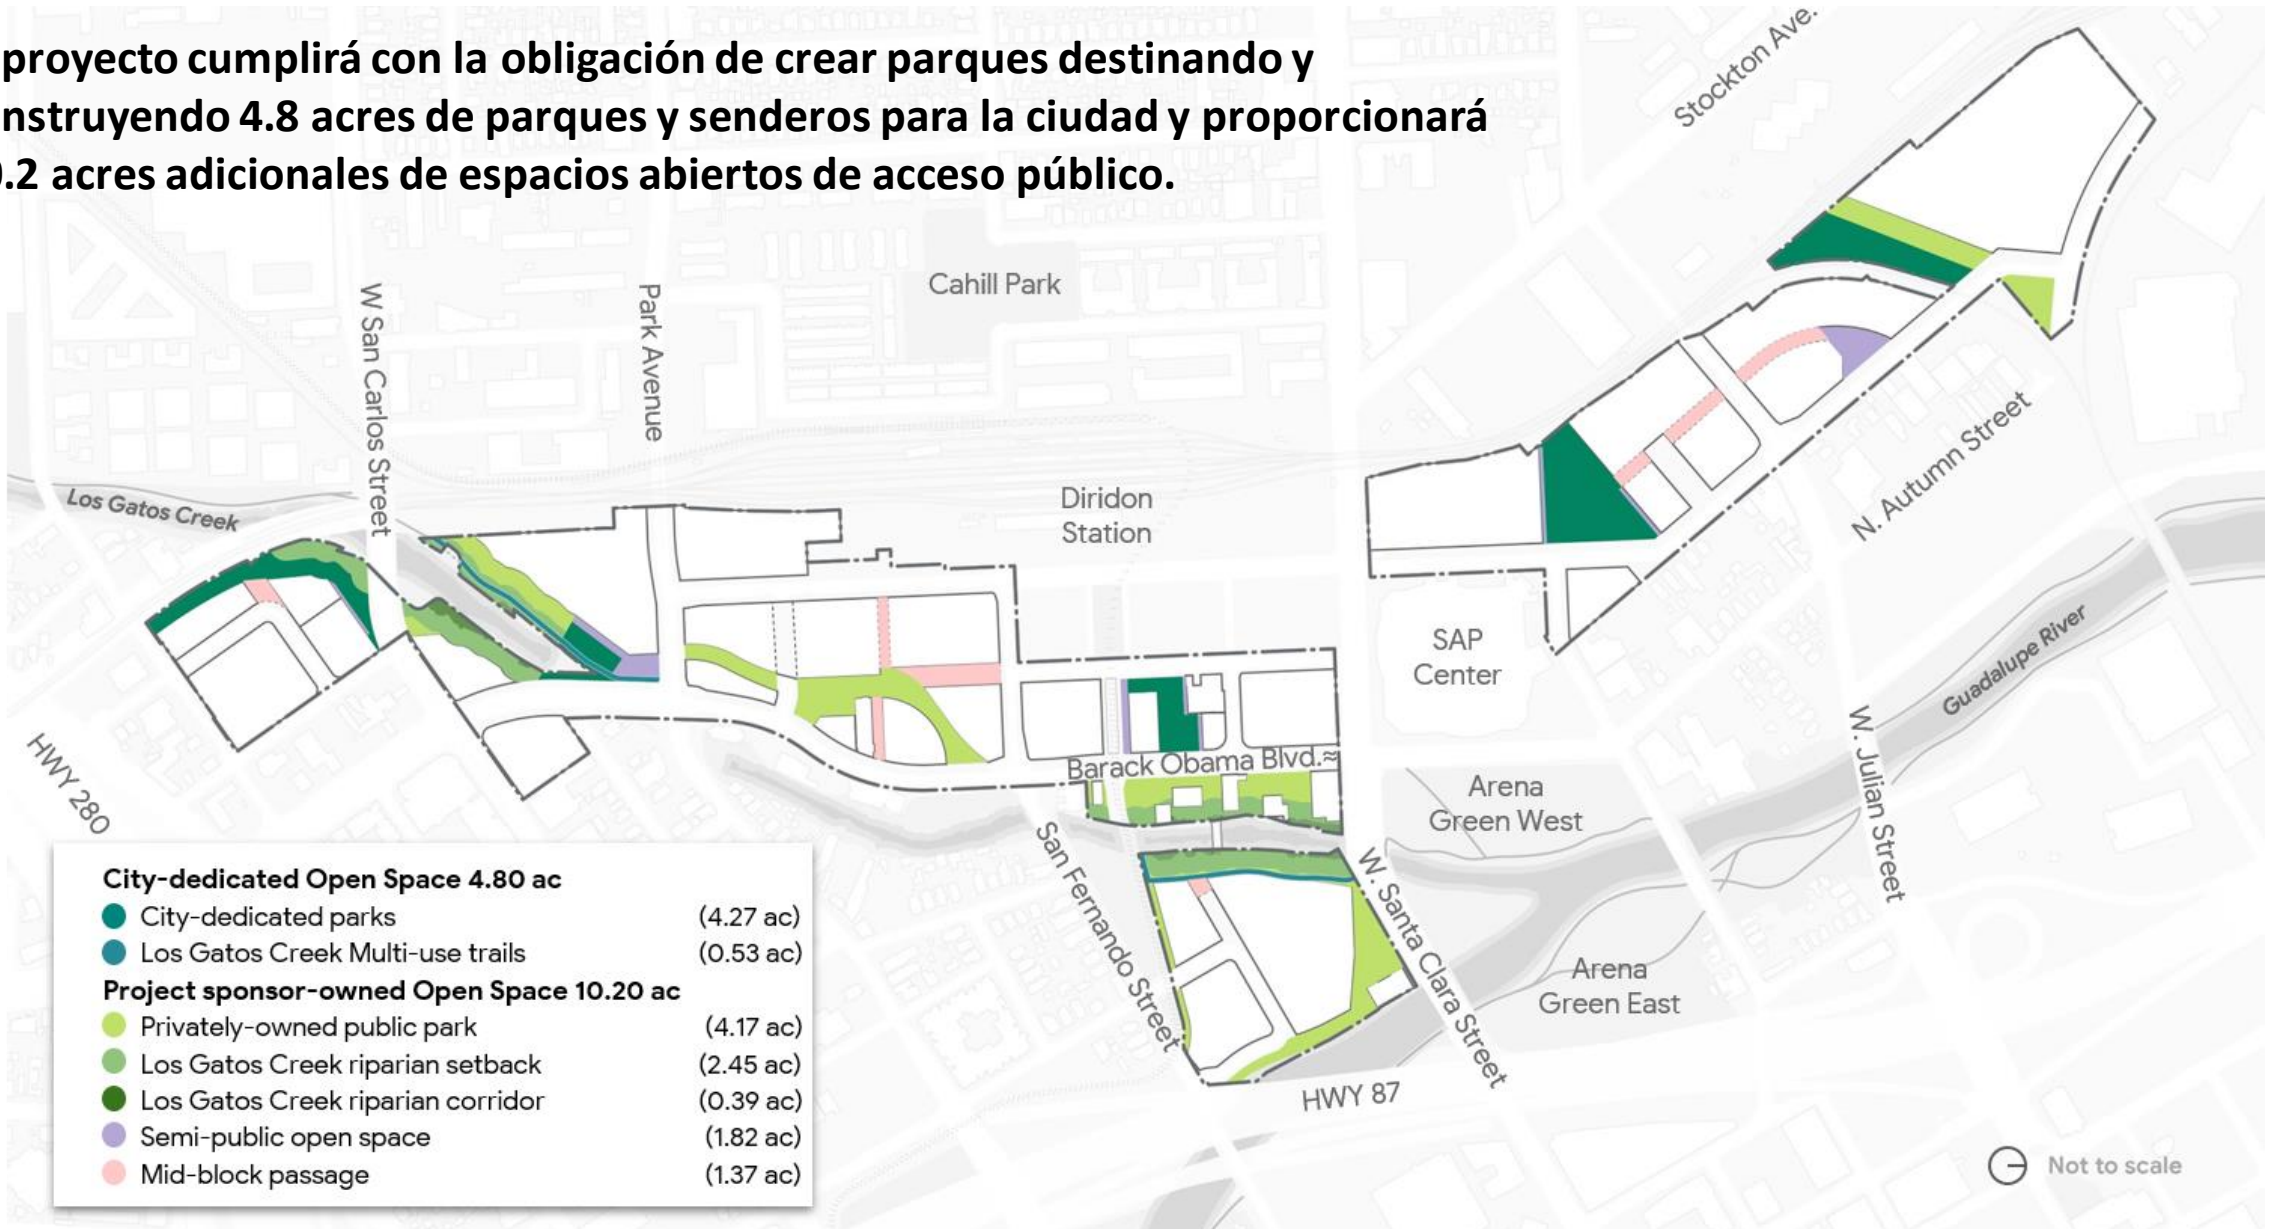 proyecto cumplirá con la obligación de crear parques destinando y
nstruyendo 4.8 acres de parques y senderos para la ciudad y proporcionará
0.2 acres adicionales de espacios abiertos de acceso público.
Stockton Ave.
Cahill Park
W San Carlos Street
Park Avenue
Los Gatos Creek
Diridon
Station
N. Autumn Street
SAP
Center
Guadalupe River
HWY 280
Barack Obama Blvd.
Arena
Green West
W. Julian Street
San Fernando Street
W. Santa Clara Street
Arena
Green East
HWY 87
City-dedicated Open Space 4.80 ac
City-dedicated parks (4.27 ac)
Los Gatos Creek Multi-use trails (0.53 ac)
Project sponsor-owned Open Space 10.20 ac
Privately-owned public park (4.17 ac)
Los Gatos Creek riparian setback (2.45 ac)
Los Gatos Creek riparian corridor (0.39 ac)
Semi-public open space (1.82 ac)
Mid-block passage (1.37 ac)
Not to scale